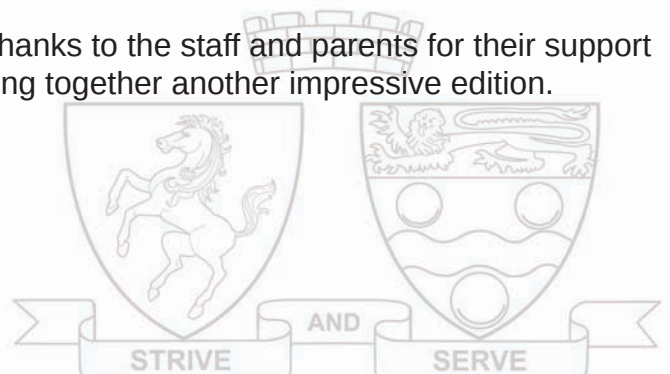 hanks to the staff and parents for their support
ng together another impressive edition.
STRIVE AND SERVE